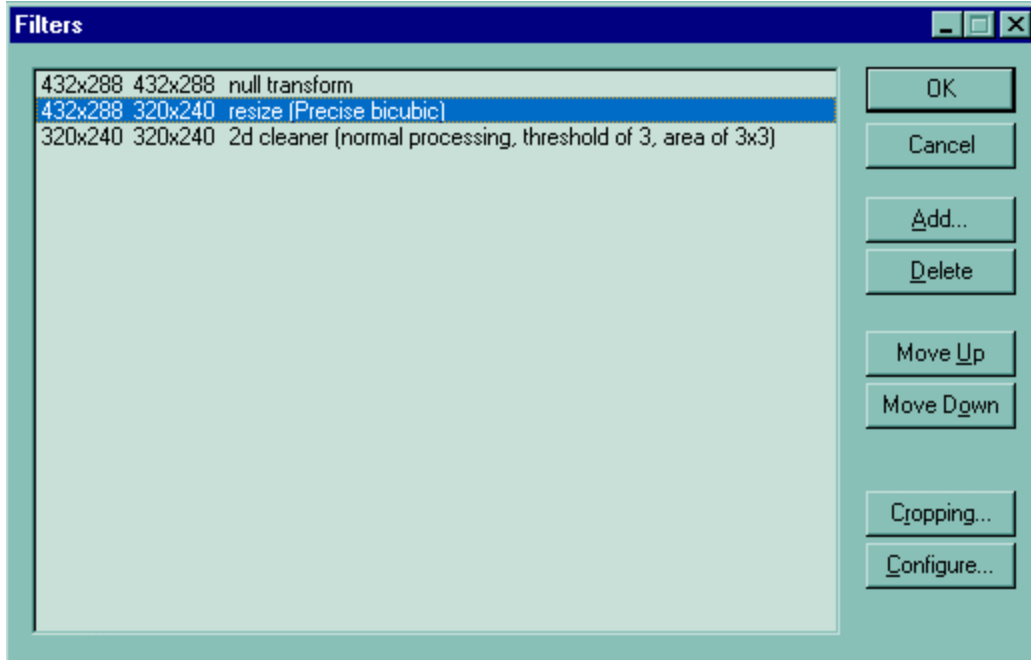 Filters
432x288 432x288 null transform
432x288 320x240 resize (Precise bicubic)
320x240 320x240 2d cleaner (normal processing, threshold of 3, area of 3x3)
OK
Cancel
Add...
Delete
Move Up
Move Down
Cropping...
Configure...